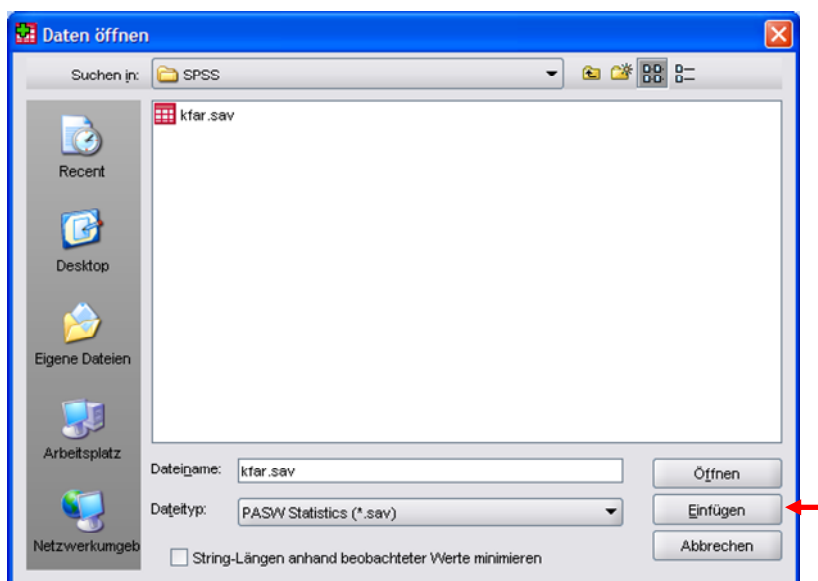 Daten öffnen
Suchen in: SPSS
kfar.sav
Recent
Desktop
Eigene Dateien
Arbeitsplatz
Netzwerkumgeb
Dateiname: kfar.sav
Öffnen
Dateityp: PASW Statistics (*.sav)
Einfügen
Abbrechen
String-Längen anhand beobachteter Werte minimieren